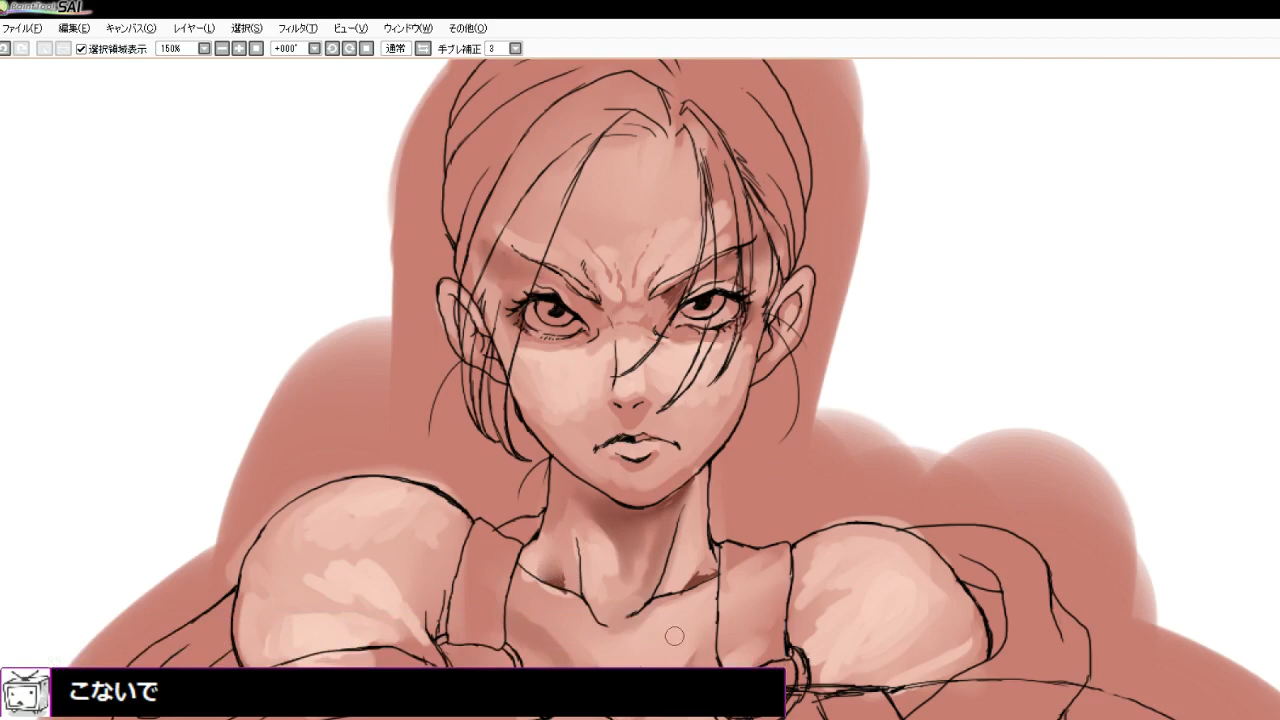 PaintTool SAI
ファイル(F) 編集(E) キャンバス(C) レイヤー(L) 選択(S) フィルタ(T) ビュー(V) ウィンドウ(W) その他(O)
選択領域表示 150% +000° 通常 手ブレ補正 3
こないで